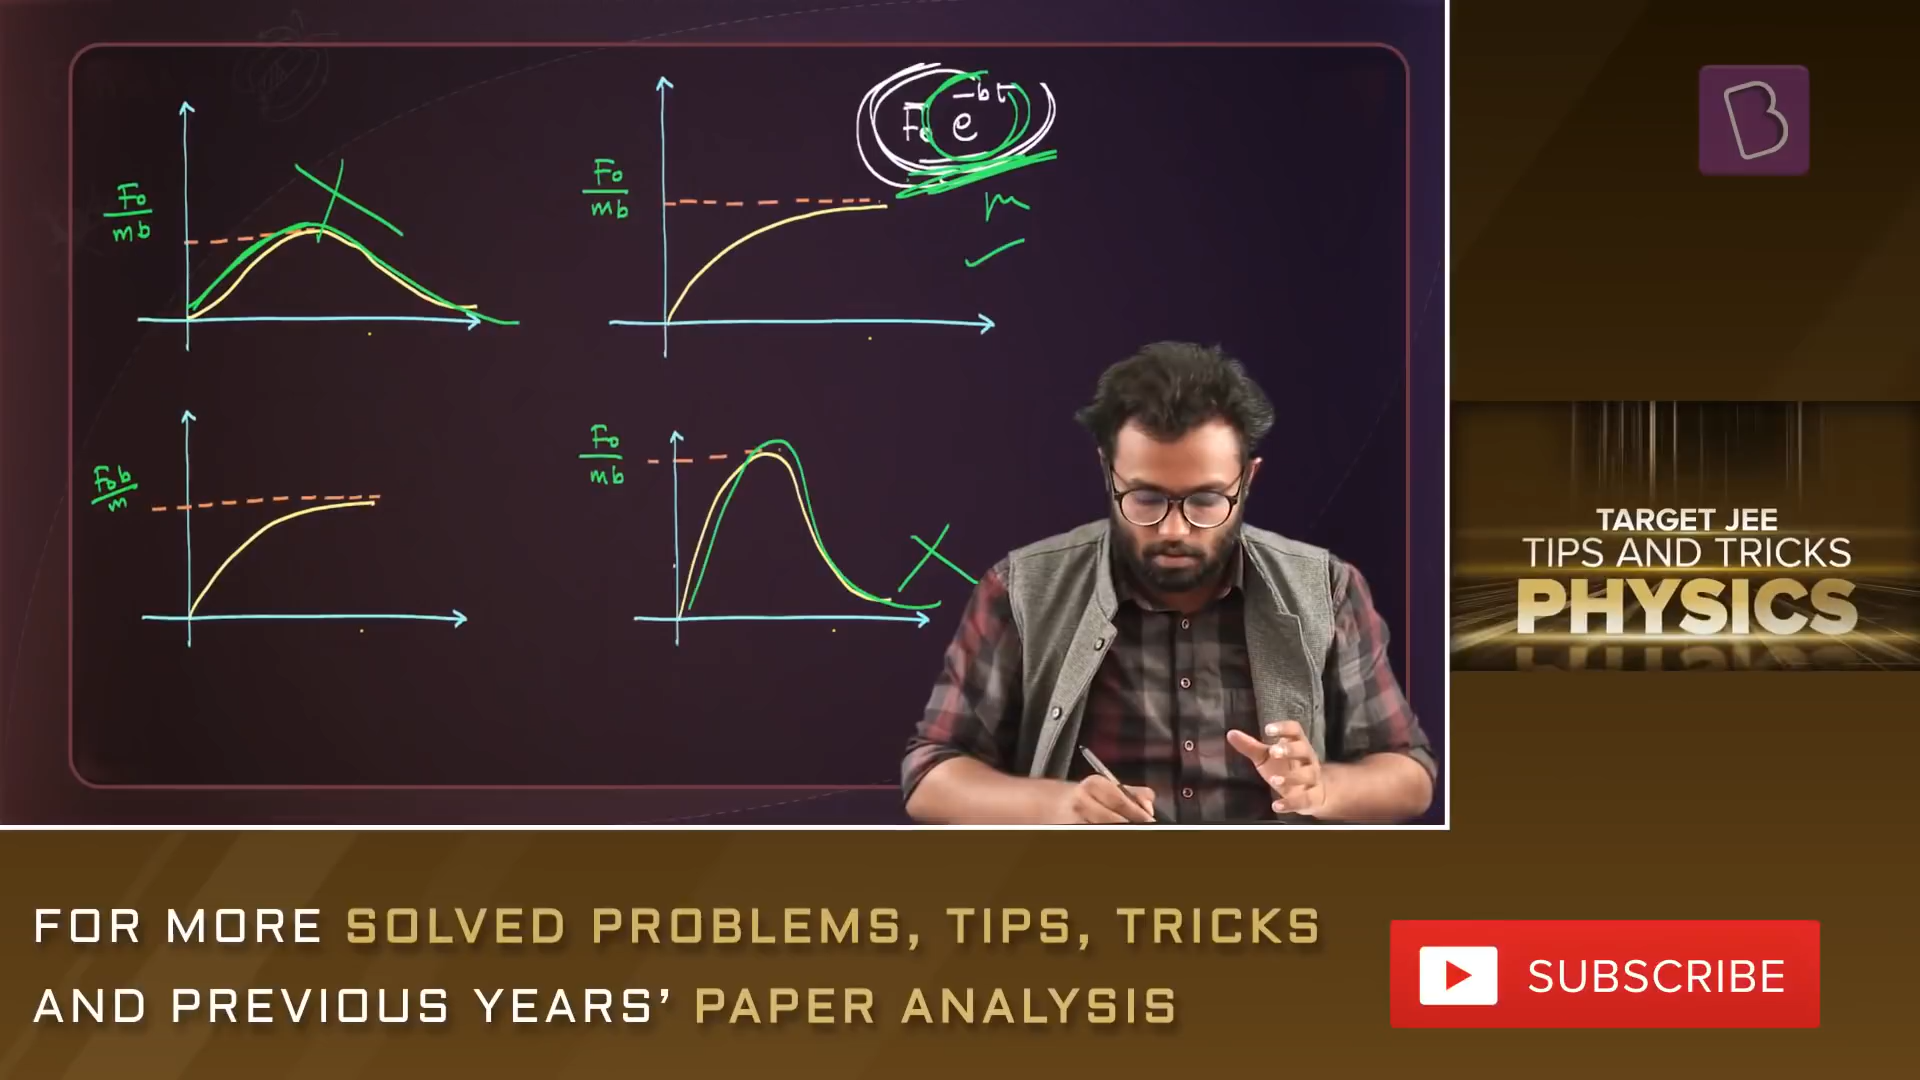 F₀ e^{-bt}
F₀
mb
F₀
mb
m
F₀b
m
F₀
mb
B
TARGET JEE
TIPS AND TRICKS
PHYSICS
FOR MORE SOLVED PROBLEMS, TIPS, TRICKS
AND PREVIOUS YEARS’ PAPER ANALYSIS
SUBSCRIBE